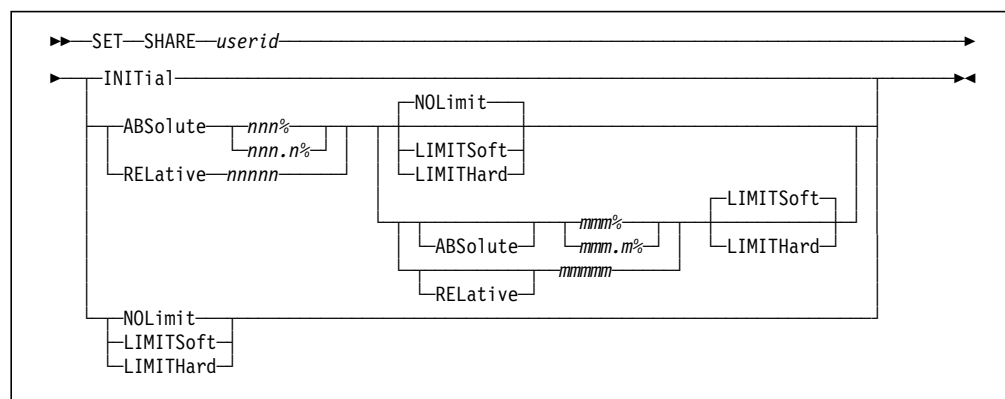 SET SHARE userid
INITial
NOLimit
ABSolute nnn%
nnn.n% LIMITSoft
RELative nnnnn LIMITHard
LIMITSoft
mmm%
ABSolute mmm.m% LIMITHard
mmmmm
RELative
NOLimit
LIMITSoft
LIMITHard